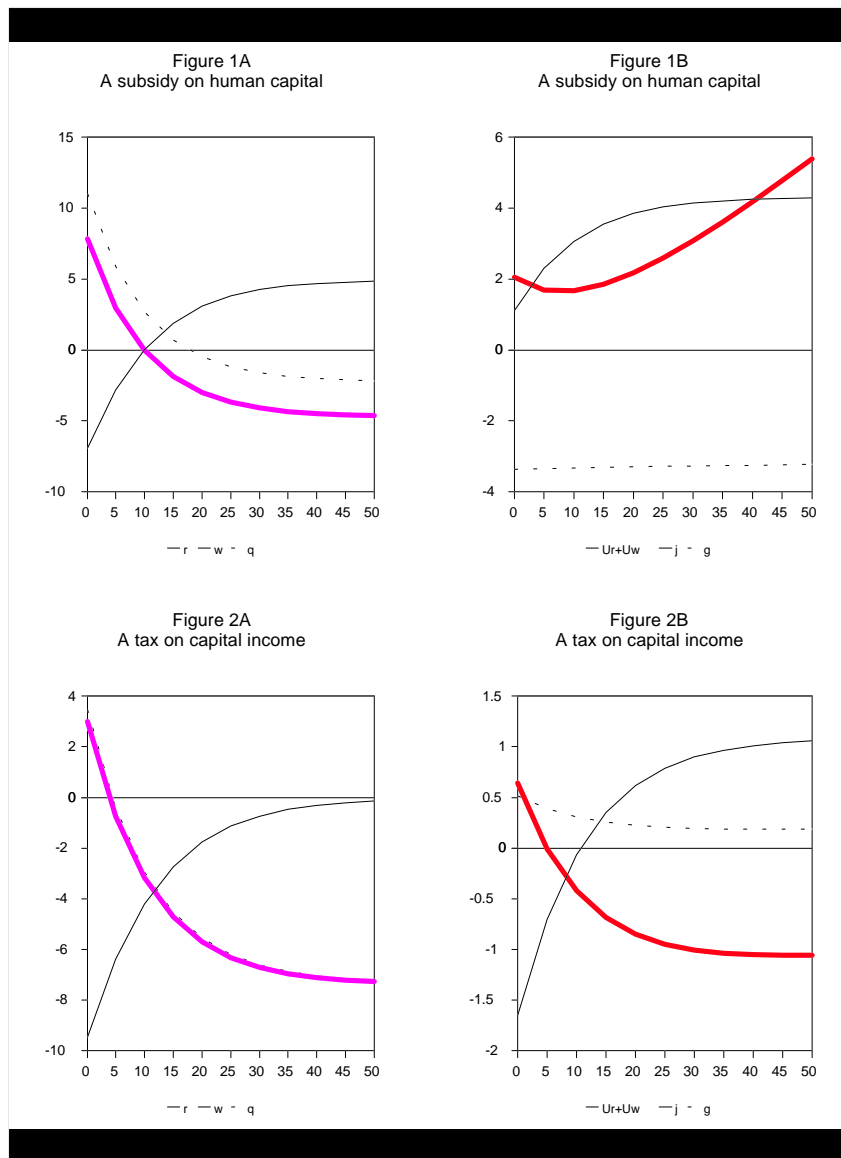 Figure 1A
A subsidy on human capital
15
10
5
0
-5
-10
0 5 10 15 20 25 30 35 40 45 50
r w q
Figure 1B
A subsidy on human capital
6
4
2
0
-2
-4
0 5 10 15 20 25 30 35 40 45 50
Ur+Uw j g
Figure 2A
A tax on capital income
4
2
0
-2
-4
-6
-8
-10
0 5 10 15 20 25 30 35 40 45 50
r w q
Figure 2B
A tax on capital income
1.5
1
0.5
0
-0.5
-1
-1.5
-2
0 5 10 15 20 25 30 35 40 45 50
Ur+Uw j g